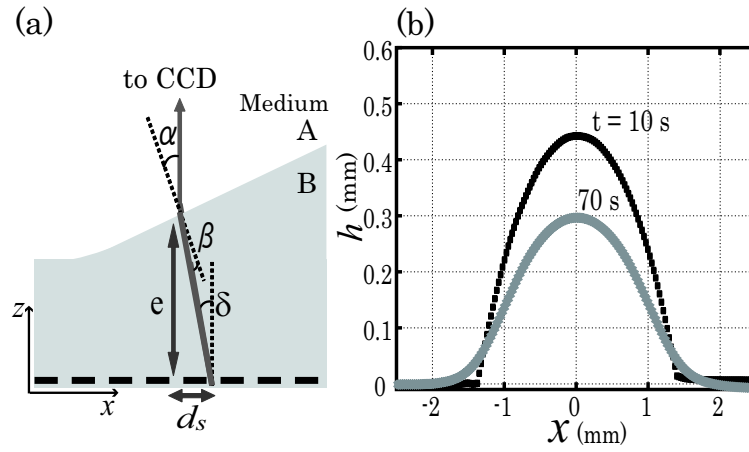 (a)
to CCD
Medium
A
B
α
β
δ
e
z
x
ds
(b)
0.6
0.5
0.4
0.3
0.2
0.1
0
h (mm)
t = 10 s
70 s
-2
-1
0
1
2
x (mm)